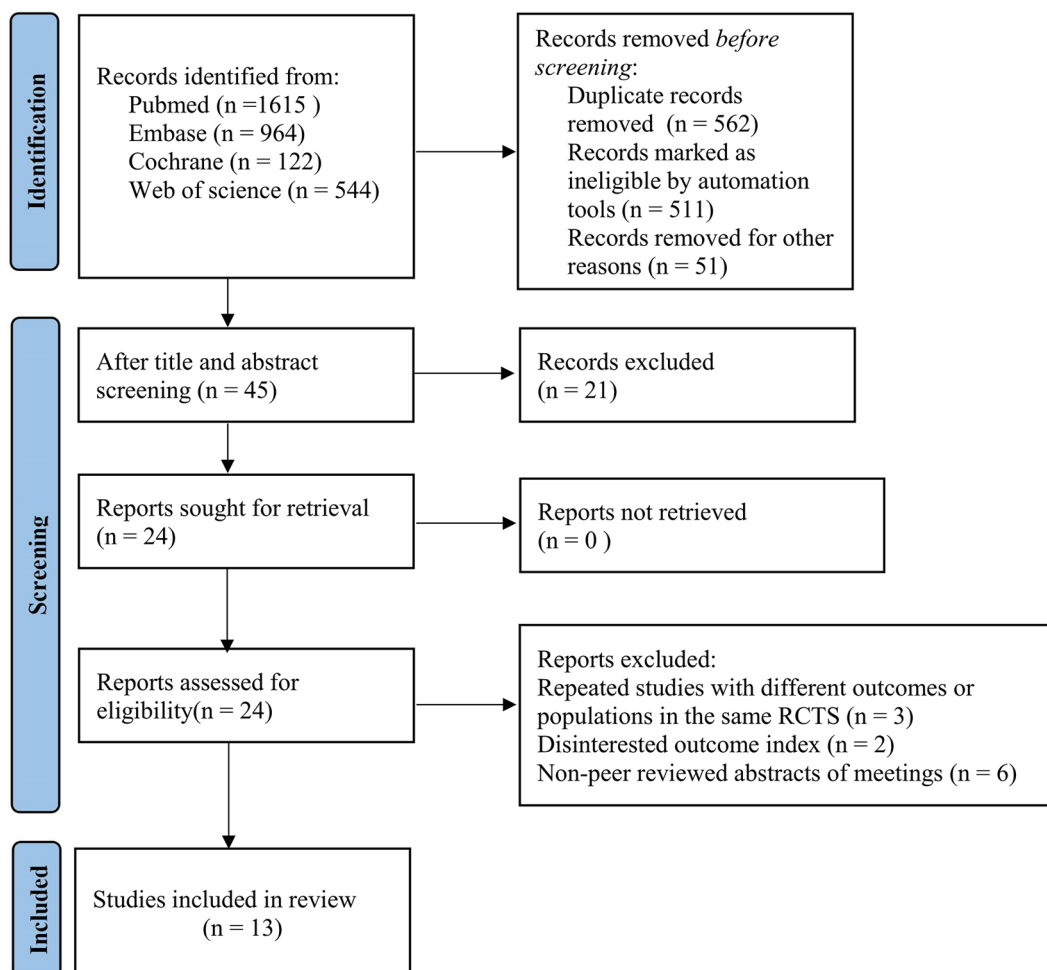 Identification
Records identified from:
Pubmed (n =1615 )
Embase (n = 964)
Cochrane (n = 122)
Web of science (n = 544)
Records removed before
screening:
Duplicate records
removed  (n = 562)
Records marked as
ineligible by automation
tools (n = 511)
Records removed for other
reasons (n = 51)
Screening
After title and abstract
screening (n = 45)
Records excluded
(n = 21)
Reports sought for retrieval
(n = 24)
Reports not retrieved
(n = 0 )
Reports assessed for
eligibility(n = 24)
Reports excluded:
Repeated studies with different outcomes or
populations in the same RCTS (n = 3)
Disinterested outcome index (n = 2)
Non-peer reviewed abstracts of meetings (n = 6)
Included
Studies included in review
(n = 13)